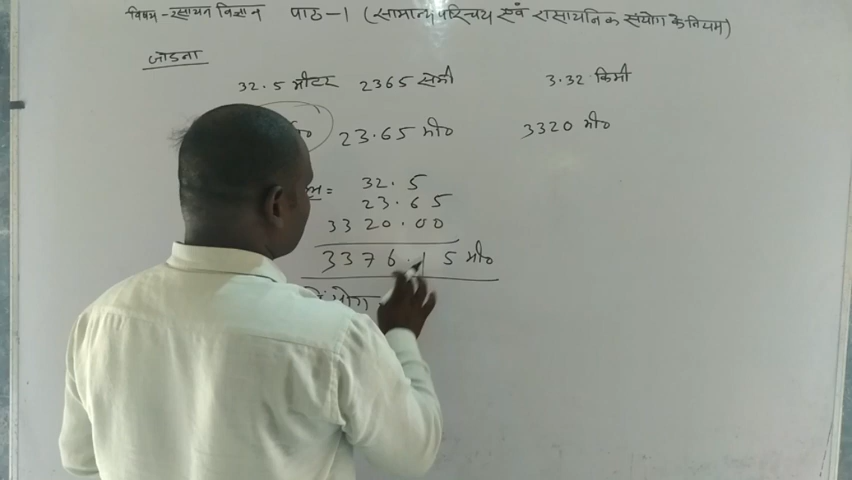 विषय - रसायन विज्ञान पाठ-1 (सामान्य परिचय एवं रासायनिक संयोग के नियम)
जोडना
32.5 मीटर 2365 सेमी 3.32 किमी
23.65 मी० 3320 मी०
= 32.5
23.65
3320.00
3376.15 मी०